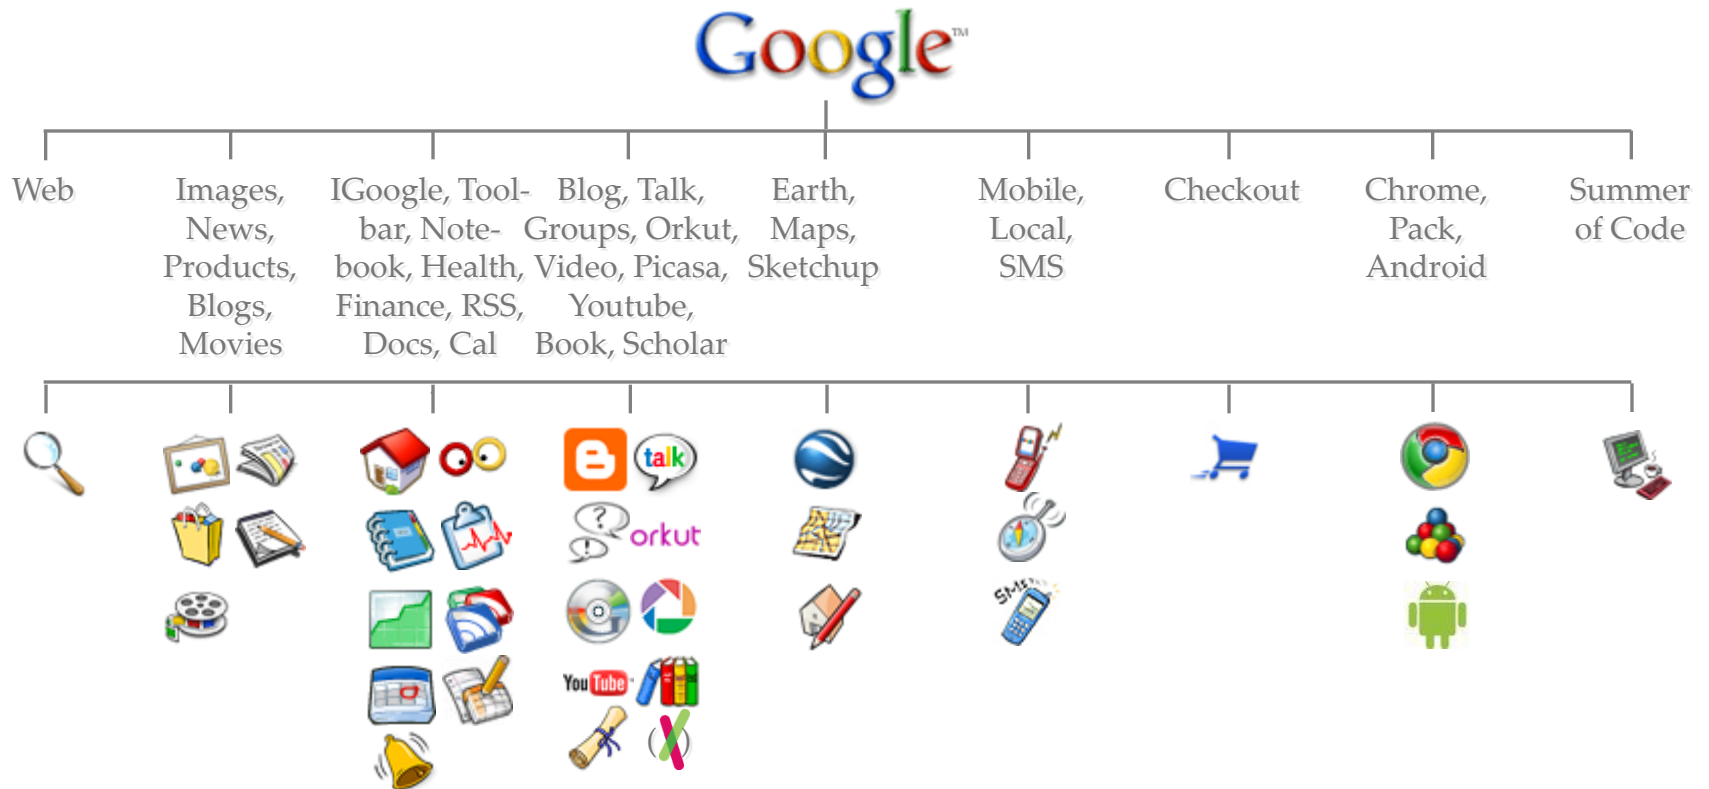 Google™
Web
Images,
News,
Products,
Blogs,
Movies
IGoogle, Tool-
bar, Note-
book, Health,
Finance, RSS,
Docs, Cal
Blog, Talk,
Groups, Orkut,
Video, Picasa,
Youtube,
Book, Scholar
Earth,
Maps,
Sketchup
Mobile,
Local,
SMS
Checkout
Chrome,
Pack,
Android
Summer
of Code
talk
? !
orkut
SMS
YouTube